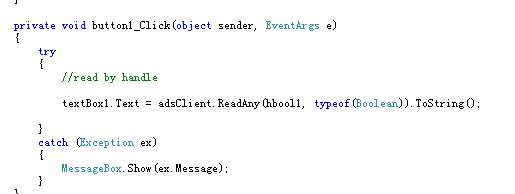 private void button1_Click(object sender, EventArgs e)
{
try
{
//read by handle
textBox1.Text = adsClient.ReadAny(hbool1, typeof(Boolean)).ToString();
}
catch (Exception ex)
{
MessageBox.Show(ex.Message);
}
}